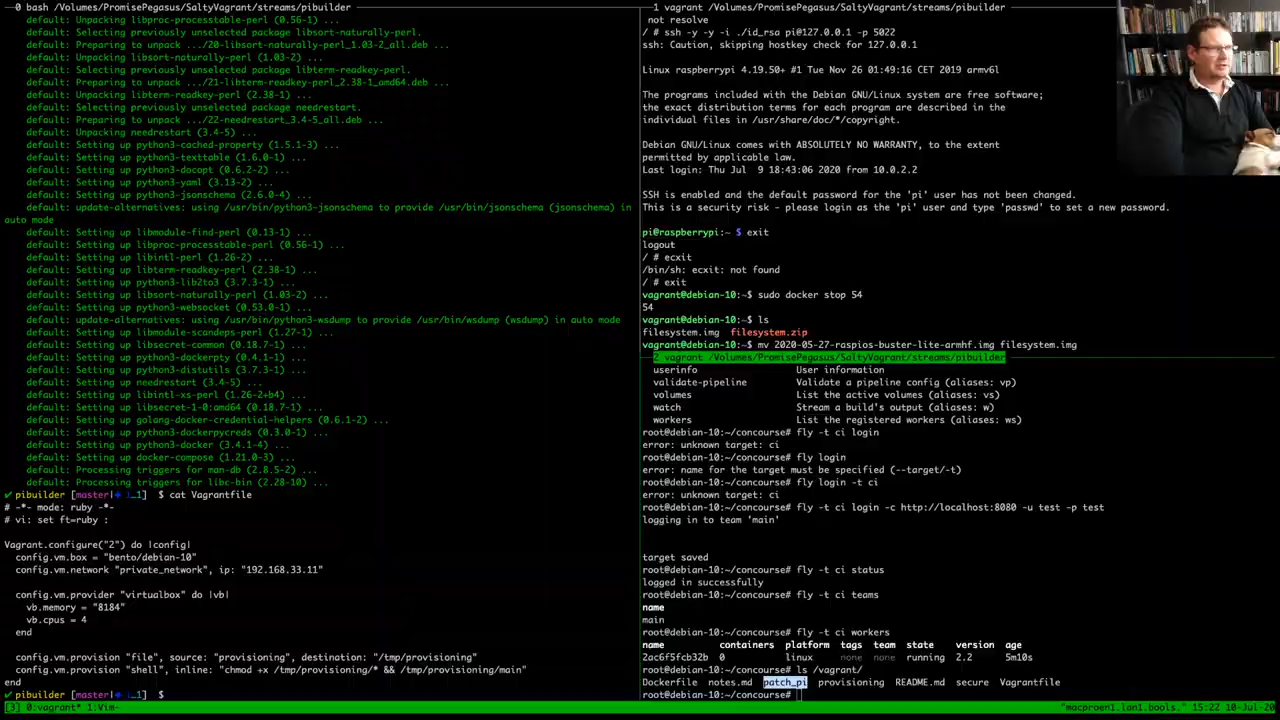 0 bash /Volumes/PromisePegasus/SaltyVagrant/streams/pibuilder
default: Unpacking libproc-processtable-perl (0.56-1) ...
default: Selecting previously unselected package libsort-naturally-perl.
default: Preparing to unpack .../20-libsort-naturally-perl_1.03-2_all.deb ...
default: Unpacking libsort-naturally-perl (1.03-2) ...
default: Selecting previously unselected package libterm-readkey-perl.
default: Preparing to unpack .../21-libterm-readkey-perl_2.38-1_amd64.deb ...
default: Unpacking libterm-readkey-perl (2.38-1) ...
default: Selecting previously unselected package needrestart.
default: Preparing to unpack .../22-needrestart_3.4-5_all.deb ...
default: Unpacking needrestart (3.4-5) ...
default: Setting up python3-cached-property (1.5.1-3) ...
default: Setting up python3-texttable (1.6.0-1) ...
default: Setting up python3-docopt (0.6.2-2) ...
default: Setting up python3-yaml (3.13-2) ...
default: Setting up python3-jsonschema (2.6.0-4) ...
default: update-alternatives: using /usr/bin/python3-jsonschema to provide /usr/bin/jsonschema (jsonschema) in
auto mode
default: Setting up libmodule-find-perl (0.13-1) ...
default: Setting up libproc-processtable-perl (0.56-1) ...
default: Setting up libintl-perl (1.26-2) ...
default: Setting up libterm-readkey-perl (2.38-1) ...
default: Setting up python3-lib2to3 (3.7.3-1) ...
default: Setting up libsort-naturally-perl (1.03-2) ...
default: Setting up python3-websocket (0.53.0-1) ...
default: update-alternatives: using /usr/bin/python3-wsdump to provide /usr/bin/wsdump (wsdump) in auto mode
default: Setting up libmodule-scandeps-perl (1.27-1) ...
default: Setting up libsecret-common (0.18.7-1) ...
default: Setting up python3-dockerpty (0.4.1-1) ...
default: Setting up python3-distutils (3.7.3-1) ...
default: Setting up needrestart (3.4-5) ...
default: Setting up libintl-xs-perl (1.26-2+b4) ...
default: Setting up libsecret-1-0:amd64 (0.18.7-1) ...
default: Setting up golang-docker-credential-helpers (0.6.1-2) ...
default: Setting up python3-dockerpycreds (0.3.0-1) ...
default: Setting up python3-docker (3.4.1-4) ...
default: Setting up docker-compose (1.21.0-3) ...
default: Processing triggers for man-db (2.8.5-2) ...
default: Processing triggers for libc-bin (2.28-10) ...
✔ pibuilder [master|✚ 1…1] $ cat Vagrantfile
# -*- mode: ruby -*-
# vi: set ft=ruby :
Vagrant.configure("2") do |config|
config.vm.box = "bento/debian-10"
config.vm.network "private_network", ip: "192.168.33.11"
config.vm.provider "virtualbox" do |vb|
vb.memory = "8184"
vb.cpus = 4
end
config.vm.provision "file", source: "provisioning", destination: "/tmp/provisioning"
config.vm.provision "shell", inline: "chmod +x /tmp/provisioning/* && /tmp/provisioning/main"
end
✔ pibuilder [master|✚ 1…1] $
1 vagrant /Volumes/PromisePegasus/SaltyVagrant/streams/pibuilder
not resolve
/ # ssh -y -y -i ./id_rsa pi@127.0.0.1 -p 5022
ssh: Caution, skipping hostkey check for 127.0.0.1
Linux raspberrypi 4.19.50+ #1 Tue Nov 26 01:49:16 CET 2019 armv6l
The programs included with the Debian GNU/Linux system are free software;
the exact distribution terms for each program are described in the
individual files in /usr/share/doc/*/copyright.
Debian GNU/Linux comes with ABSOLUTELY NO WARRANTY, to the extent
permitted by applicable law.
Last login: Thu Jul  9 18:43:06 2020 from 10.0.2.2
SSH is enabled and the default password for the 'pi' user has not been changed.
This is a security risk - please login as the 'pi' user and type 'passwd' to set a new password.
pi@raspberrypi:~ $ exit
logout
/ # ecxit
/bin/sh: ecxit: not found
/ # exit
vagrant@debian-10:~$ sudo docker stop 54
54
vagrant@debian-10:~$ ls
filesystem.img  filesystem.zip
vagrant@debian-10:~$ mv 2020-05-27-raspios-buster-lite-armhf.img filesystem.img
2 vagrant /Volumes/PromisePegasus/SaltyVagrant/streams/pibuilder
userinfo User information
validate-pipeline Validate a pipeline config (aliases: vp)
volumes List the active volumes (aliases: vs)
watch Stream a build's output (aliases: w)
workers List the registered workers (aliases: ws)
root@debian-10:~/concourse# fly -t ci login
error: unknown target: ci
root@debian-10:~/concourse# fly login
error: name for the target must be specified (--target/-t)
root@debian-10:~/concourse# fly login -t ci
error: unknown target: ci
root@debian-10:~/concourse# fly -t ci login -c http://localhost:8080 -u test -p test
logging in to team 'main'
target saved
root@debian-10:~/concourse# fly -t ci status
logged in successfully
root@debian-10:~/concourse# fly -t ci teams
name
main
root@debian-10:~/concourse# fly -t ci workers
name containers platform tags team state version age
2ac6f5fcb32b 0 linux none none running 2.2 5m10s
root@debian-10:~/concourse# ls /vagrant/
Dockerfile notes.md patch_pi provisioning README.md secure Vagrantfile
root@debian-10:~/concourse#
[3] 0:vagrant* 1:Vim- "macproen1.lan1.bools." 15:22 10-Jul-20